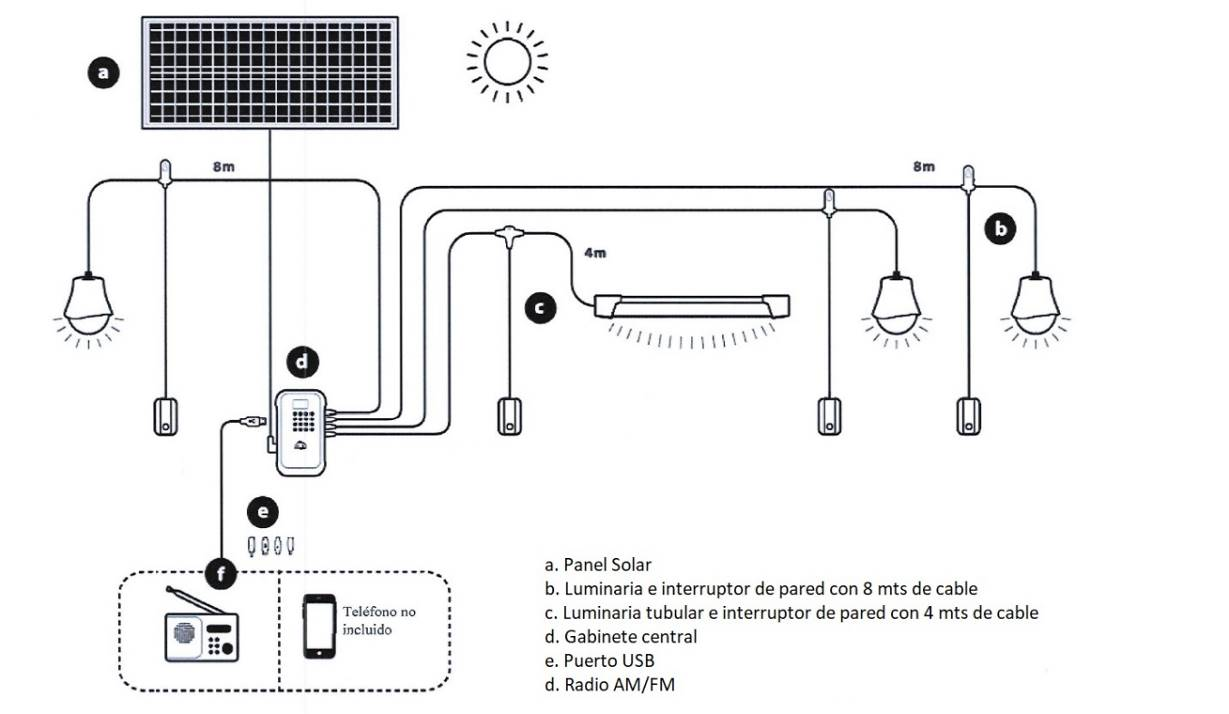 a
8m
8m
b
4m
c
d
e
f
Teléfono no
incluido
a. Panel Solar
b. Luminaria e interruptor de pared con 8 mts de cable
c. Luminaria tubular e interruptor de pared con 4 mts de cable
d. Gabinete central
e. Puerto USB
d. Radio AM/FM